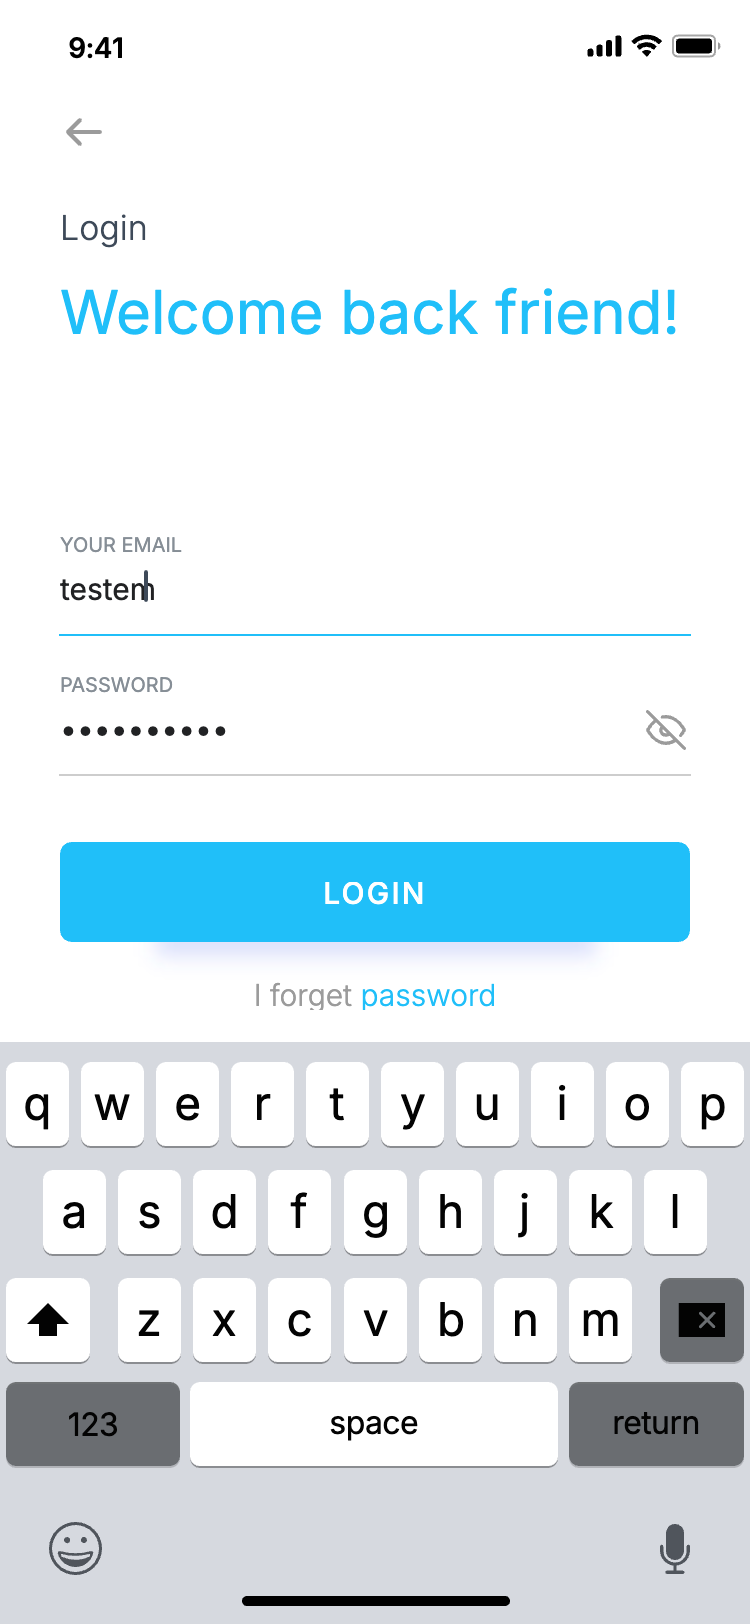 9:41
Login
Welcome back friend!
YOUR EMAIL
testem
PASSWORD
LOGIN
I forget password
q w e r t y u i o p
a s d f g h j k l
z x c v b n m
123 space return